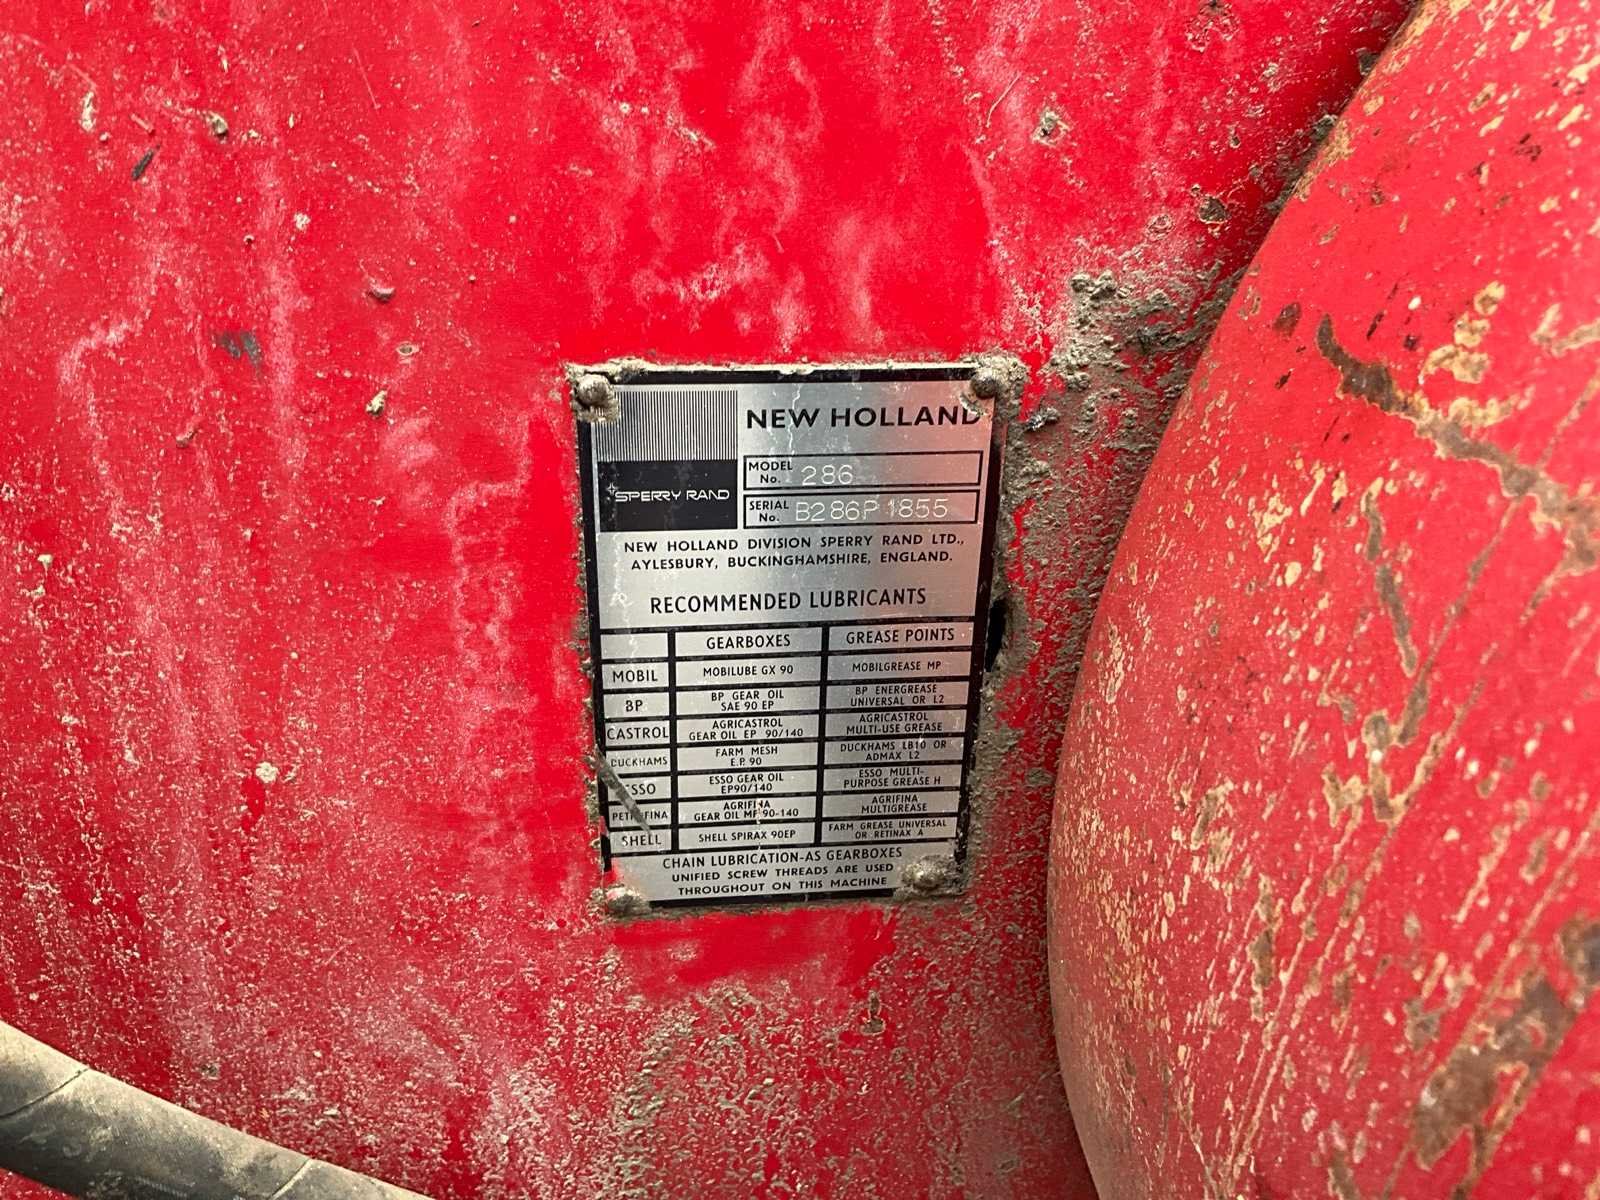 NEW HOLLAND
MODEL No. 286
SPERRY RAND
SERIAL No. B286P1855
NEW HOLLAND DIVISION SPERRY RAND LTD.,
AYLESBURY, BUCKINGHAMSHIRE, ENGLAND.
RECOMMENDED LUBRICANTS
GEARBOXES GREASE POINTS
MOBIL MOBILUBE GX 90 MOBILGREASE MP
BP BP GEAR OIL SAE 90 EP BP ENERGREASE UNIVERSAL OR L2
CASTROL AGRICASTROL GEAR OIL EP 90/140 AGRICASTROL MULTI-USE GREASE
DUCKHAMS FARM MESH E.P. 90 DUCKHAMS LB10 OR ADMAX L2
ESSO ESSO GEAR OIL EP90/140 ESSO MULTI-PURPOSE GREASE H
PETROFINA AGRIFINA GEAR OIL MP 90-140 AGRIFINA MULTIGREASE
SHELL SHELL SPIRAX 90EP FARM GREASE UNIVERSAL OR RETINAX A
CHAIN LUBRICATION-AS GEARBOXES
UNIFIED SCREW THREADS ARE USED
THROUGHOUT ON THIS MACHINE